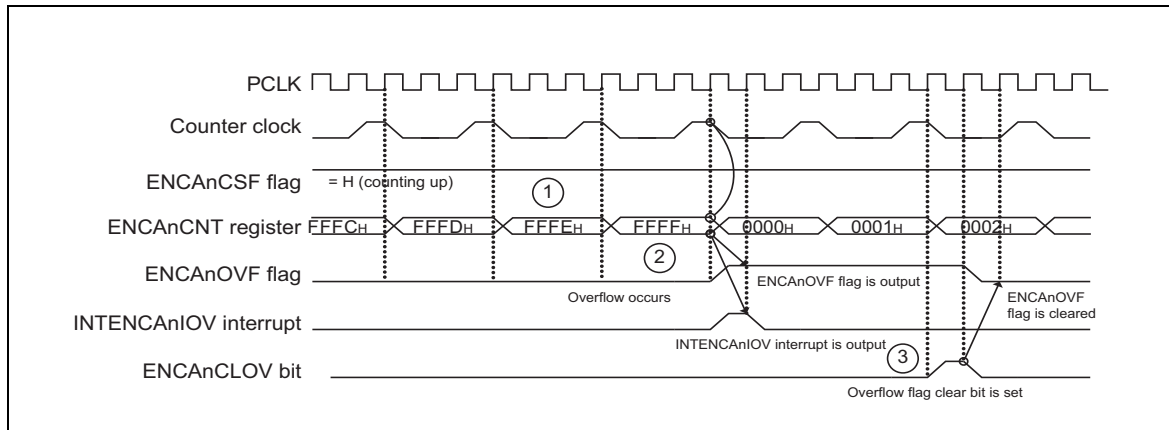 PCLK
Counter clock
ENCAnCSF flag = H (counting up)
1
ENCAnCNT register FFFCH FFFDH FFFEH FFFFH 0000H 0001H 0002H
2
ENCAnOVF flag
Overflow occurs
ENCAnOVF flag is output
ENCAnOVF
flag is cleared
INTENCAnIOV interrupt
INTENCAnIOV interrupt is output
3
ENCAnCLOV bit
Overflow flag clear bit is set